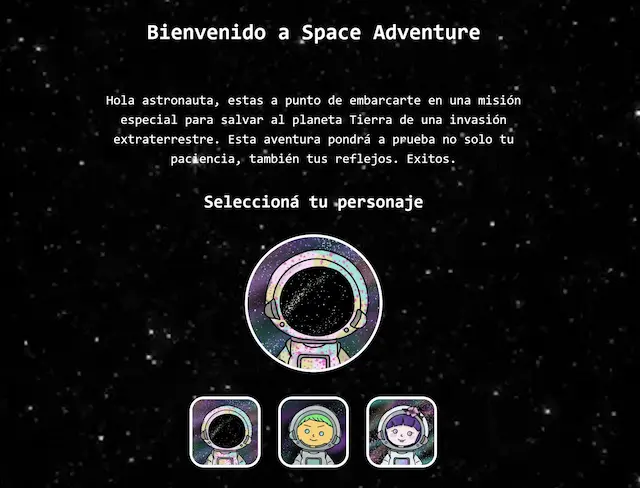 Bienvenido a Space Adventure
Hola astronauta, estas a punto de embarcarte en una misión
especial para salvar al planeta Tierra de una invasión
extraterrestre. Esta aventura pondrá a prueba no solo tu
paciencia, también tus reflejos. Exitos.
Seleccioná tu personaje